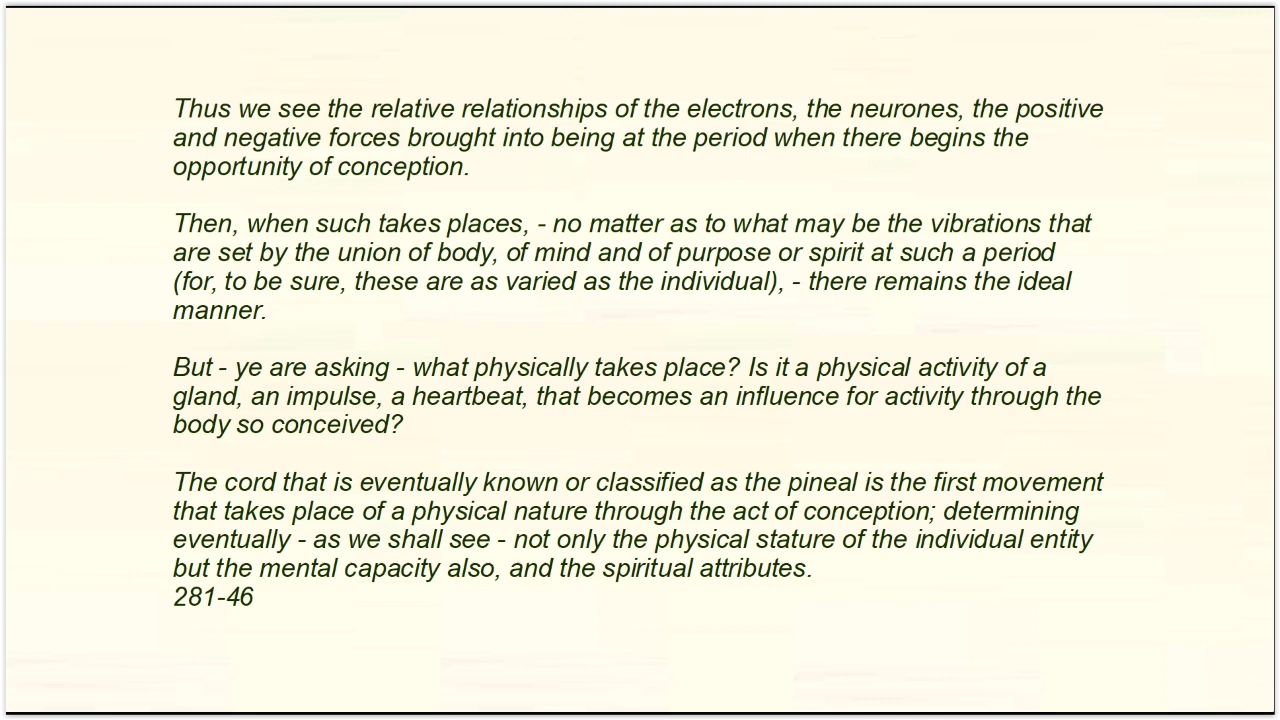 Thus we see the relative relationships of the electrons, the neurones, the positive
and negative forces brought into being at the period when there begins the
opportunity of conception.
Then, when such takes places, - no matter as to what may be the vibrations that
are set by the union of body, of mind and of purpose or spirit at such a period
(for, to be sure, these are as varied as the individual), - there remains the ideal
manner.
But - ye are asking - what physically takes place? Is it a physical activity of a
gland, an impulse, a heartbeat, that becomes an influence for activity through the
body so conceived?
The cord that is eventually known or classified as the pineal is the first movement
that takes place of a physical nature through the act of conception; determining
eventually - as we shall see - not only the physical stature of the individual entity
but the mental capacity also, and the spiritual attributes.
281-46